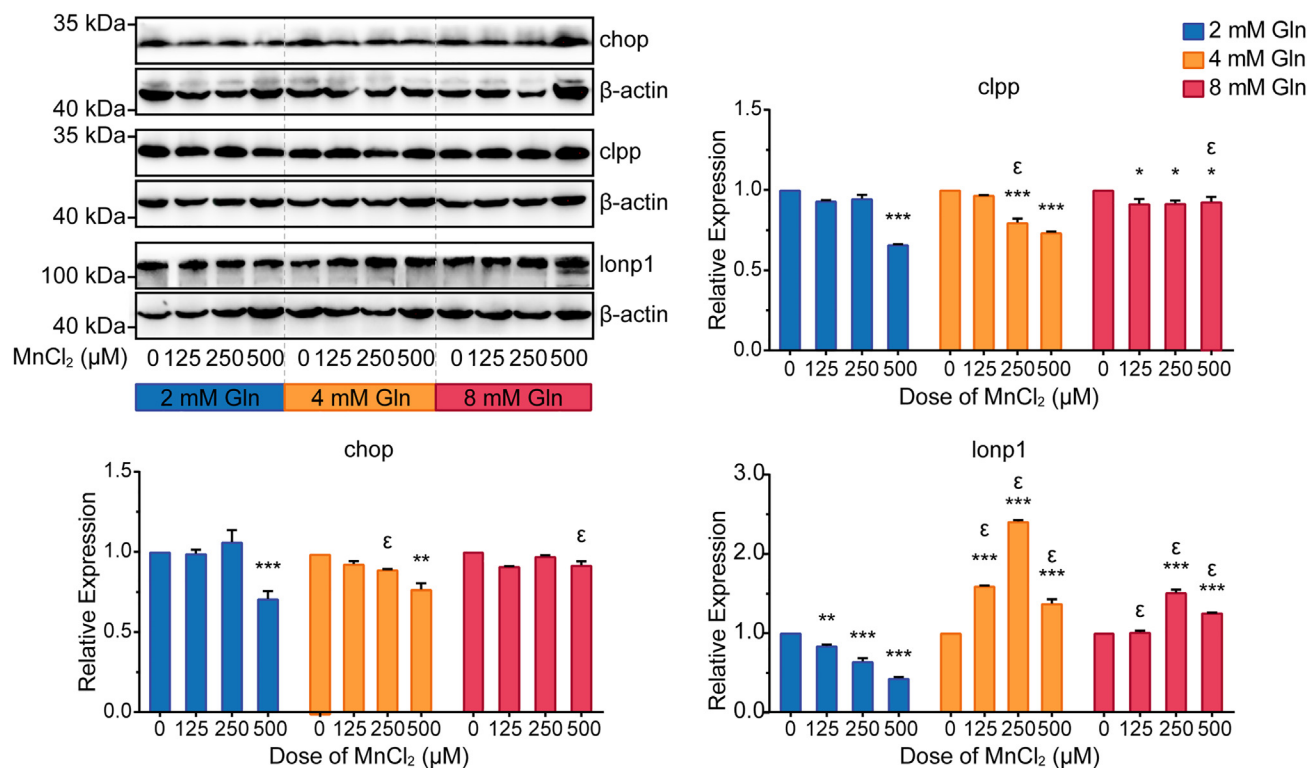 35 kDa
chop
β-actin
40 kDa
35 kDa
clpp
β-actin
40 kDa
lonp1
100 kDa
β-actin
40 kDa
MnCl₂ (μM) 0 125 250 500 0 125 250 500 0 125 250 500
2 mM Gln 4 mM Gln 8 mM Gln
2 mM Gln
4 mM Gln
8 mM Gln
clpp
Relative Expression
1.5
1.0
0.5
0.0
***
ε
***
***
*
*
ε
*
0 125 250 500 0 125 250 500 0 125 250 500
Dose of MnCl₂ (μM)
chop
Relative Expression
1.5
1.0
0.5
0.0
***
ε
**
ε
0 125 250 500 0 125 250 500 0 125 250 500
Dose of MnCl₂ (μM)
lonp1
Relative Expression
3.0
2.0
1.0
0.0
**
***
***
ε
***
ε
***
ε
***
ε
ε
***
ε
***
0 125 250 500 0 125 250 500 0 125 250 500
Dose of MnCl₂ (μM)